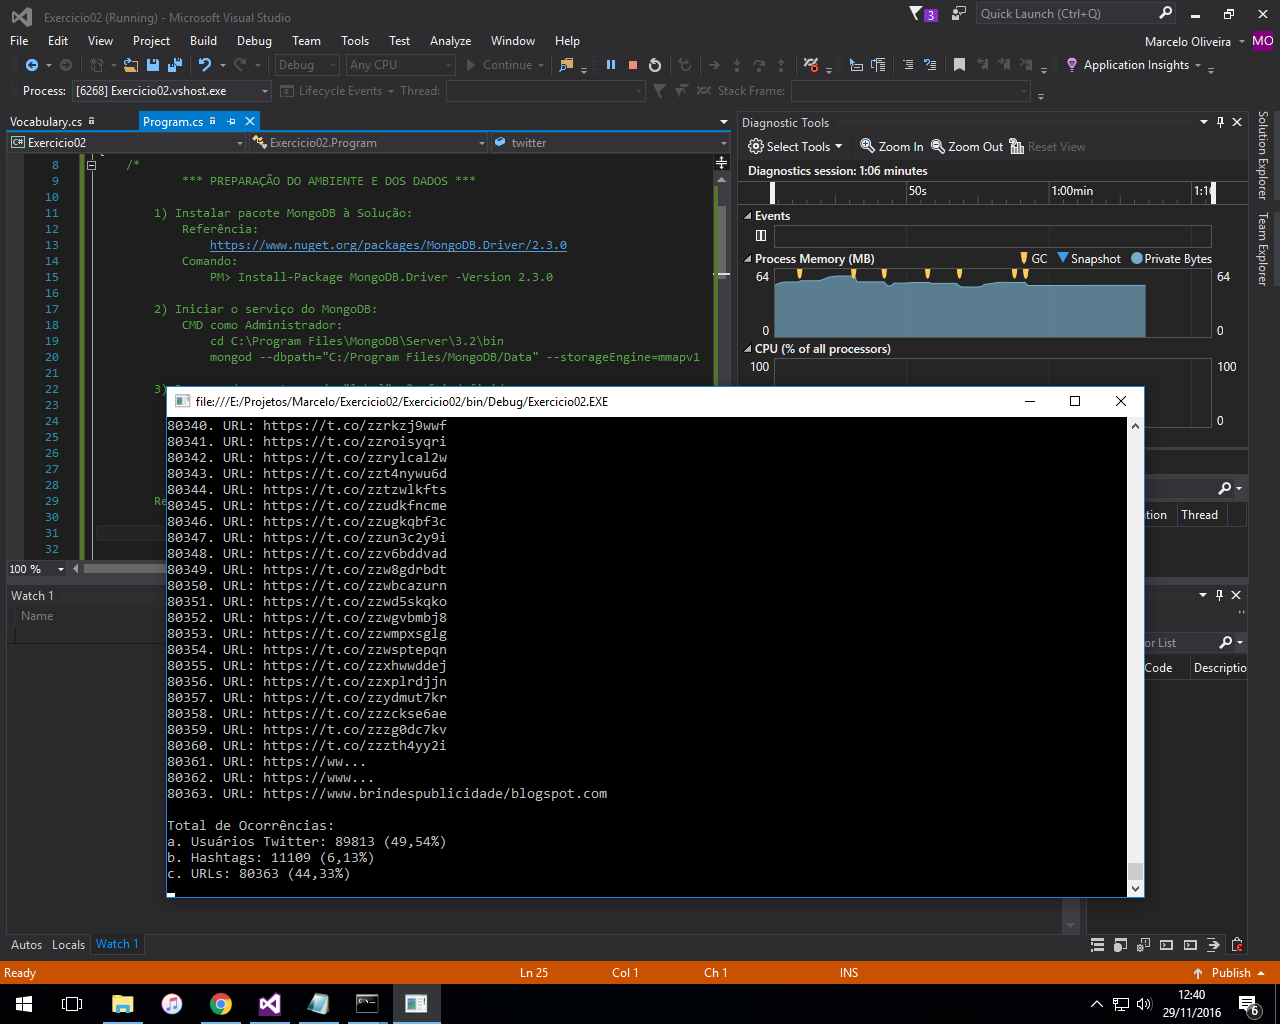 Exercicio02 (Running) - Microsoft Visual Studio
3
Quick Launch (Ctrl+Q)
File Edit View Project Build Debug Team Tools Test Analyze Window Help
Marcelo Oliveira MO
Debug Any CPU Continue Application Insights
Process: [6268] Exercicio02.vshost.exe Lifecycle Events Thread: Stack Frame:
Vocabulary.cs Program.cs
Exercicio02 Exercicio02.Program twitter
8 /*
9 *** PREPARAÇÃO DO AMBIENTE E DOS DADOS ***
10
11 1) Instalar pacote MongoDB à Solução:
12 Referência:
13 https://www.nuget.org/packages/MongoDB.Driver/2.3.0
14 Comando:
15 PM> Install-Package MongoDB.Driver -Version 2.3.0
16
17 2) Iniciar o serviço do MongoDB:
18 CMD como Administrador:
19 cd C:\Program Files\MongoDB\Server\3.2\bin
20 mongod --dbpath="C:/Program Files/MongoDB/Data" --storageEngine=mmapv1
21
22
23
24
25
26
27
28
29 Re
30
31
32
100 %
Diagnostic Tools
Select Tools Zoom In Zoom Out Reset View
Diagnostics session: 1:06 minutes
50s 1:00min
Events
Process Memory (MB) GC Snapshot Private Bytes
64 64
0 0
CPU (% of all processors)
100 100
0
Thread
Solution Explorer
Team Explorer
Watch 1
Name
or List
Code Descriptio
file:///E:/Projetos/Marcelo/Exercicio02/Exercicio02/bin/Debug/Exercicio02.EXE
80340. URL: https://t.co/zzrkzj9wwf
80341. URL: https://t.co/zzroisyqri
80342. URL: https://t.co/zzrylcal2w
80343. URL: https://t.co/zzt4nywu6d
80344. URL: https://t.co/zztzwlkfts
80345. URL: https://t.co/zzudkfncme
80346. URL: https://t.co/zzugkqbf3c
80347. URL: https://t.co/zzun3c2y9i
80348. URL: https://t.co/zzv6bddvad
80349. URL: https://t.co/zzw8gdrbdt
80350. URL: https://t.co/zzwbcazurn
80351. URL: https://t.co/zzwd5skqko
80352. URL: https://t.co/zzwgvbmbj8
80353. URL: https://t.co/zzwmpxsglg
80354. URL: https://t.co/zzwsptepqn
80355. URL: https://t.co/zzxhwwddej
80356. URL: https://t.co/zzxplrdjjn
80357. URL: https://t.co/zzydmut7kr
80358. URL: https://t.co/zzzckse6ae
80359. URL: https://t.co/zzzg0dc7kv
80360. URL: https://t.co/zzzth4yy2i
80361. URL: https://ww...
80362. URL: https://www...
80363. URL: https://www.brindespublicidade/blogspot.com
Total de Ocorrências:
a. Usuários Twitter: 89813 (49,54%)
b. Hashtags: 11109 (6,13%)
c. URLs: 80363 (44,33%)
Autos Locals Watch 1
Ready Ln 25 Col 1 Ch 1 INS Publish
12:40
29/11/2016
6